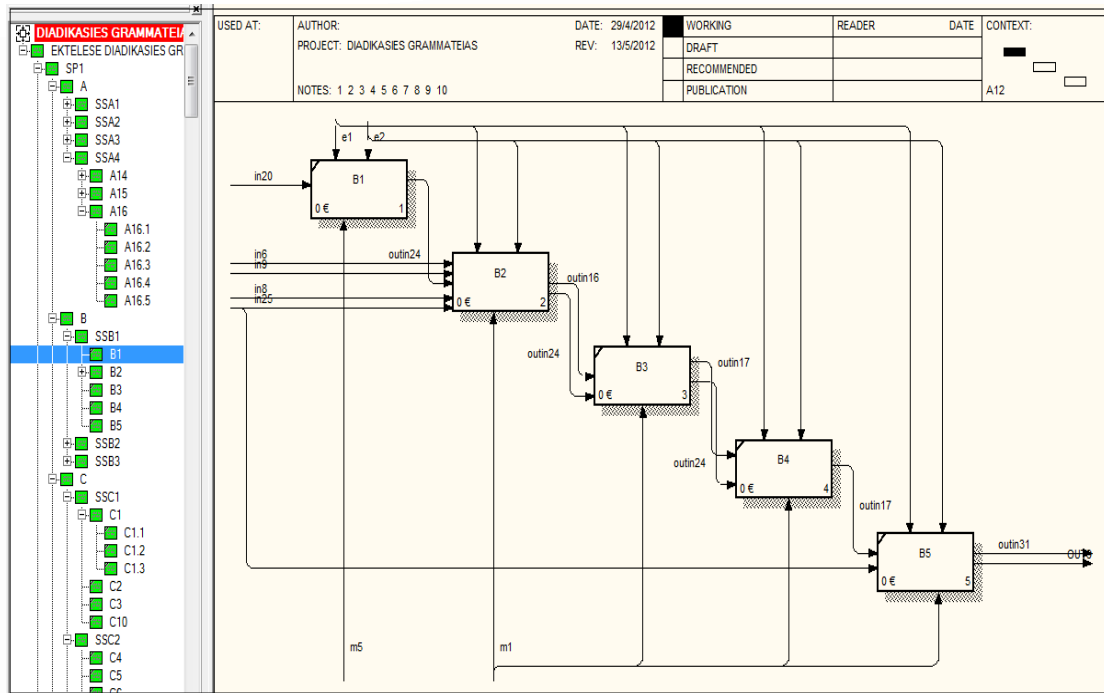 DIADIKASIES GRAMMATEIA
EKTELESE DIADIKASIES GR
SP1
A
SSA1
SSA2
SSA3
SSA4
A14
A15
A16
A16.1
A16.2
A16.3
A16.4
A16.5
B
SSB1
B1
B2
B3
B4
B5
SSB2
SSB3
C
SSC1
C1
C1.1
C1.2
C1.3
C2
C3
C10
SSC2
C4
C5
USED AT:
AUTHOR:
DATE: 29/4/2012
PROJECT: DIADIKASIES GRAMMATEIAS
REV: 13/5/2012
NOTES: 1 2 3 4 5 6 7 8 9 10
WORKING
DRAFT
RECOMMENDED
PUBLICATION
READER
DATE
CONTEXT:
A12
e1
e2
in20
B1
0 €
1
in6
in9
in8
in25
outin24
B2
0 €
2
outin16
outin24
B3
0 €
3
outin17
outin24
B4
0 €
4
outin17
B5
0 €
5
outin31
m5
m1